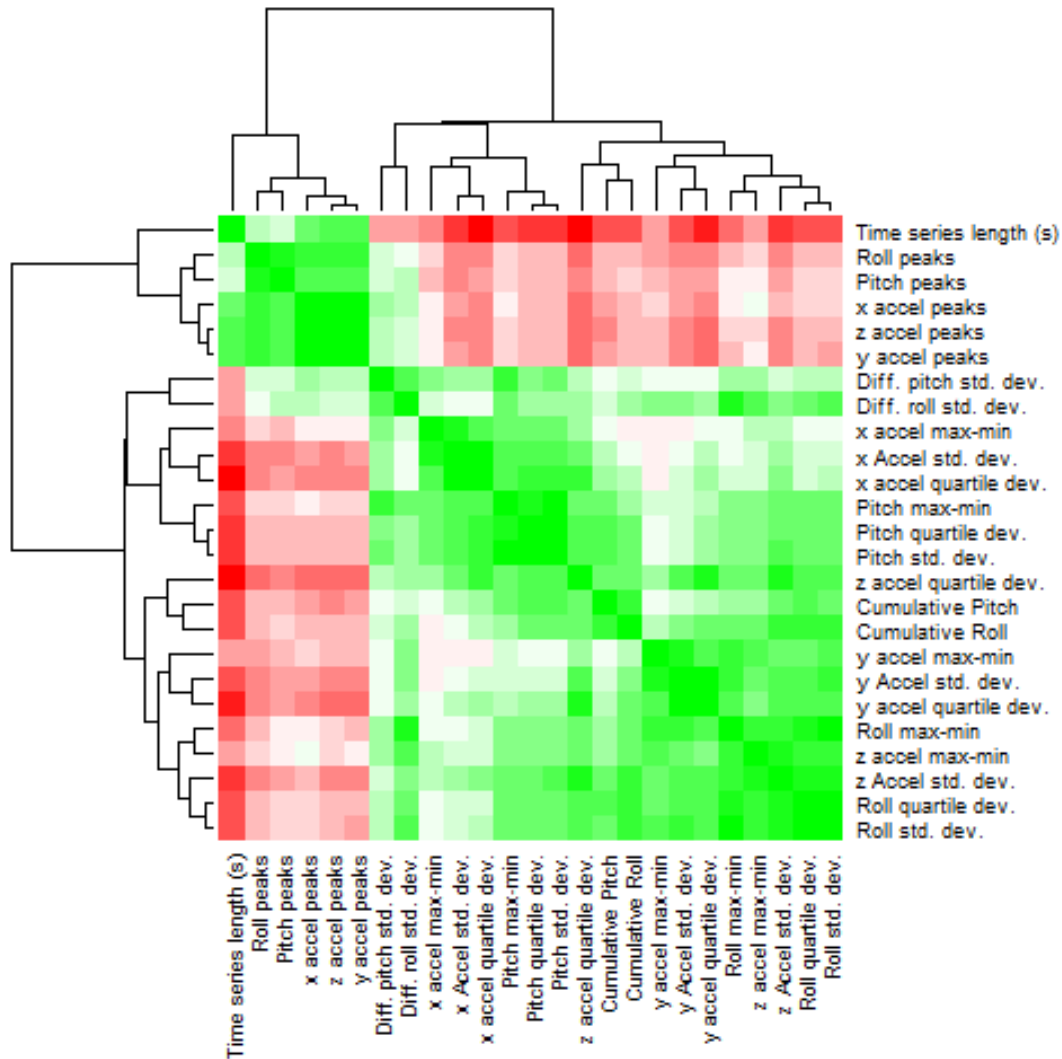 Time series length (s)
Roll peaks
Pitch peaks
x accel peaks
z accel peaks
y accel peaks
Diff. pitch std. dev.
Diff. roll std. dev.
x accel max-min
x Accel std. dev.
x accel quartile dev.
Pitch max-min
Pitch quartile dev.
Pitch std. dev.
z accel quartile dev.
Cumulative Pitch
Cumulative Roll
y accel max-min
y Accel std. dev.
y accel quartile dev.
Roll max-min
z accel max-min
z Accel std. dev.
Roll quartile dev.
Roll std. dev.
Time series length (s)
Roll peaks
Pitch peaks
x accel peaks
z accel peaks
y accel peaks
Diff. pitch std. dev.
Diff. roll std. dev.
x accel max-min
x Accel std. dev.
x accel quartile dev.
Pitch max-min
Pitch quartile dev.
Pitch std. dev.
z accel quartile dev.
Cumulative Pitch
Cumulative Roll
y accel max-min
y Accel std. dev.
y accel quartile dev.
Roll max-min
z accel max-min
z Accel std. dev.
Roll quartile dev.
Roll std. dev.